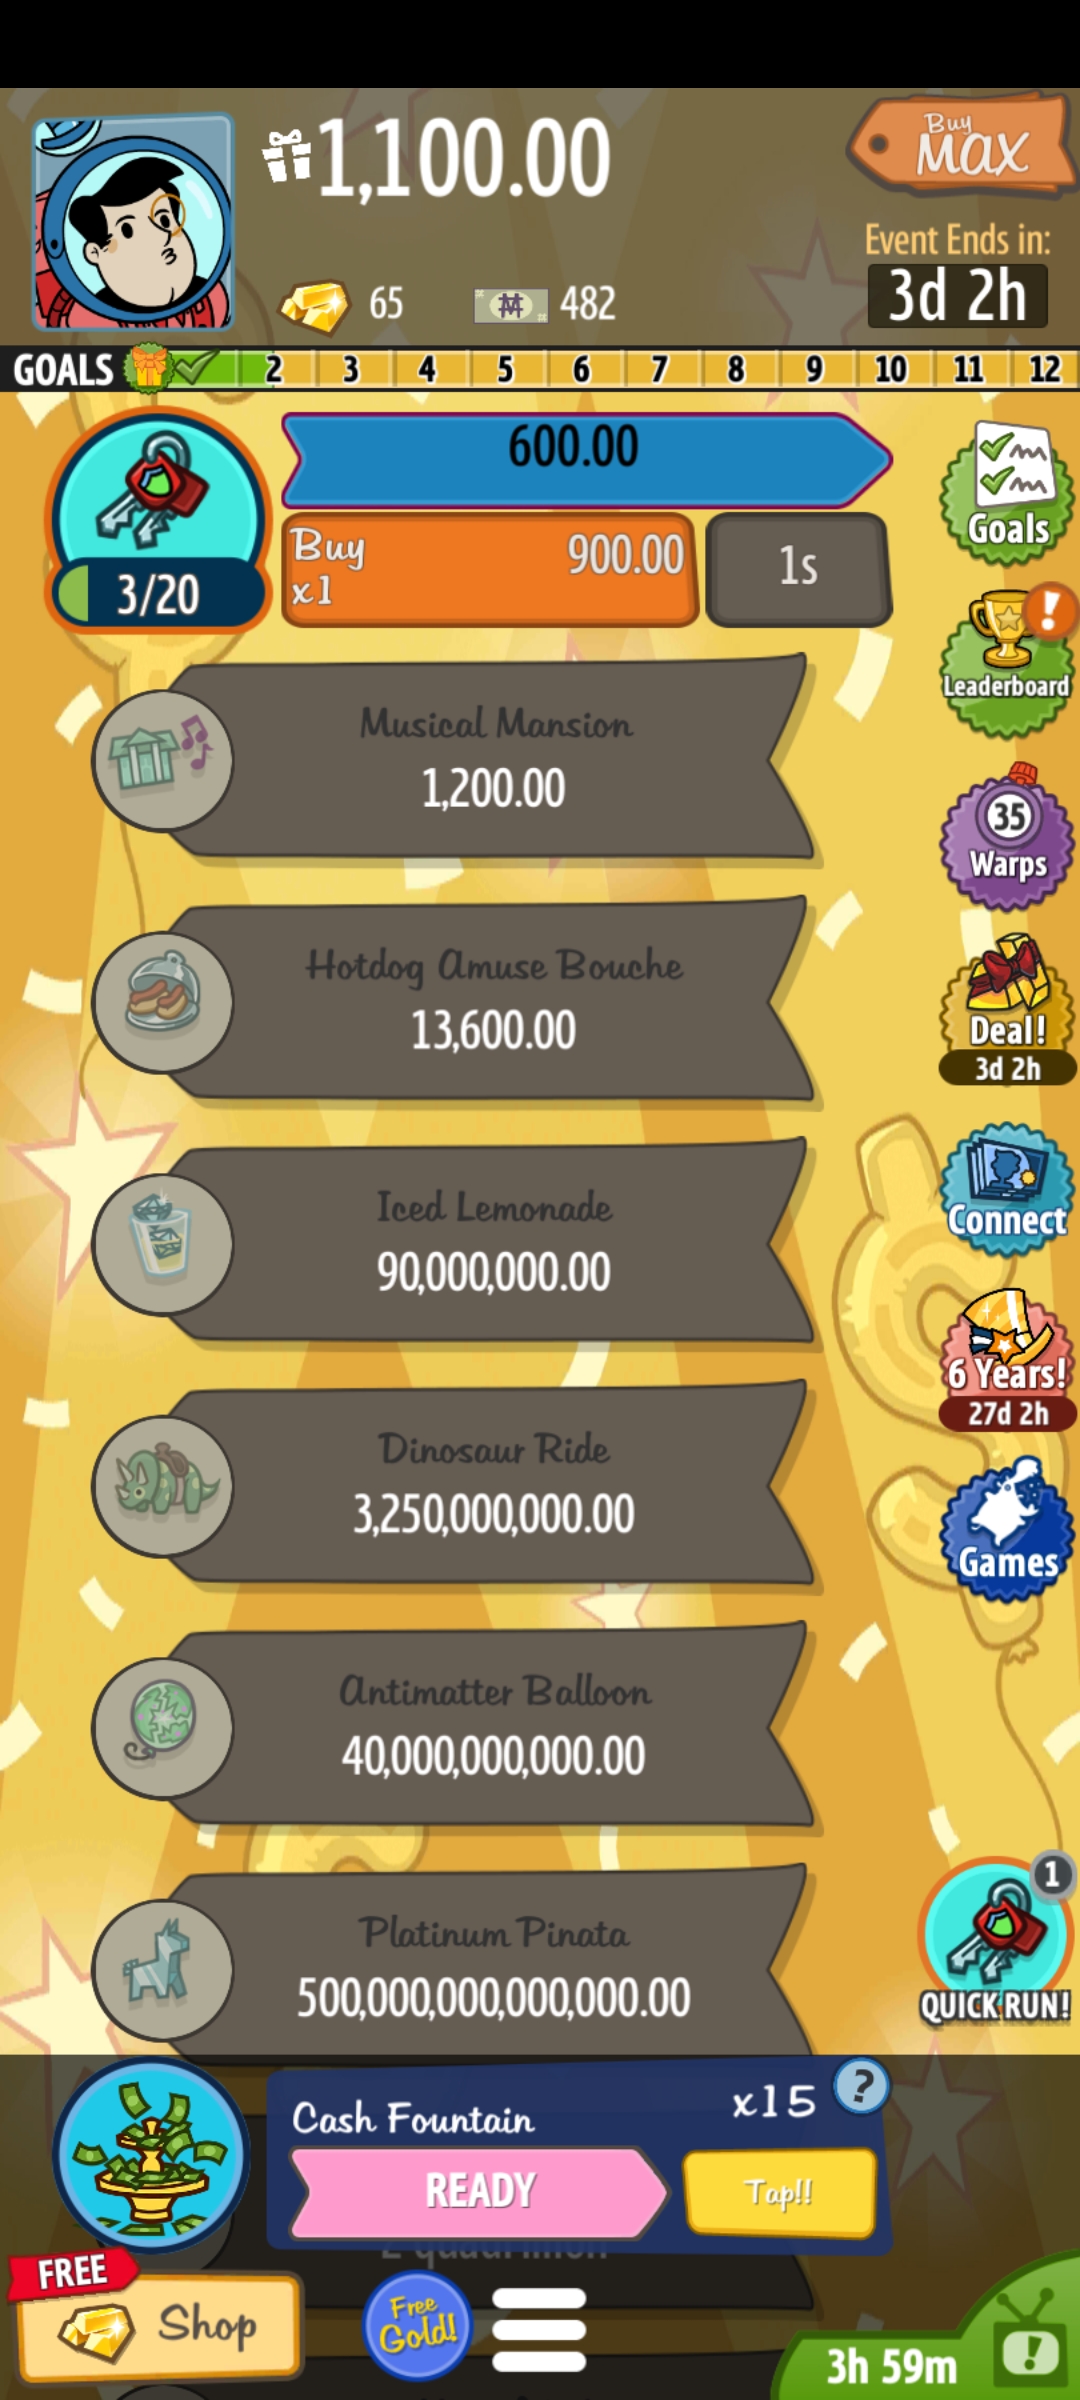 1,100.00
Buy
MAX
Event Ends in:
65
482
3d 2h
GOALS 2 3 4 5 6 7 8 9 10 11 12
600.00
Buy
x1
900.00
1s
3/20
Goals
!
Leaderboard
Musical Mansion
1,200.00
35
Warps
Hotdog Amuse Bouche
13,600.00
Deal!
3d 2h
Iced Lemonade
90,000,000.00
Connect
Dinosaur Ride
3,250,000,000.00
6 Years!
27d 2h
Games
Antimatter Balloon
40,000,000,000.00
Platinum Pinata
500,000,000,000,000.00
1
QUICK RUN!
Cash Fountain
x15
?
READY
Tap!!
FREE
Shop
Free
Gold!
3h 59m
!